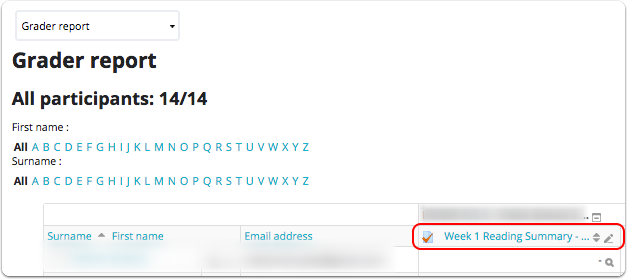 Grader report
Grader report
All participants: 14/14
First name :
All A B C D E F G H I J K L M N O P Q R S T U V W X Y Z
Surname :
All A B C D E F G H I J K L M N O P Q R S T U V W X Y Z
Surname First name Email address Week 1 Reading Summary - ...